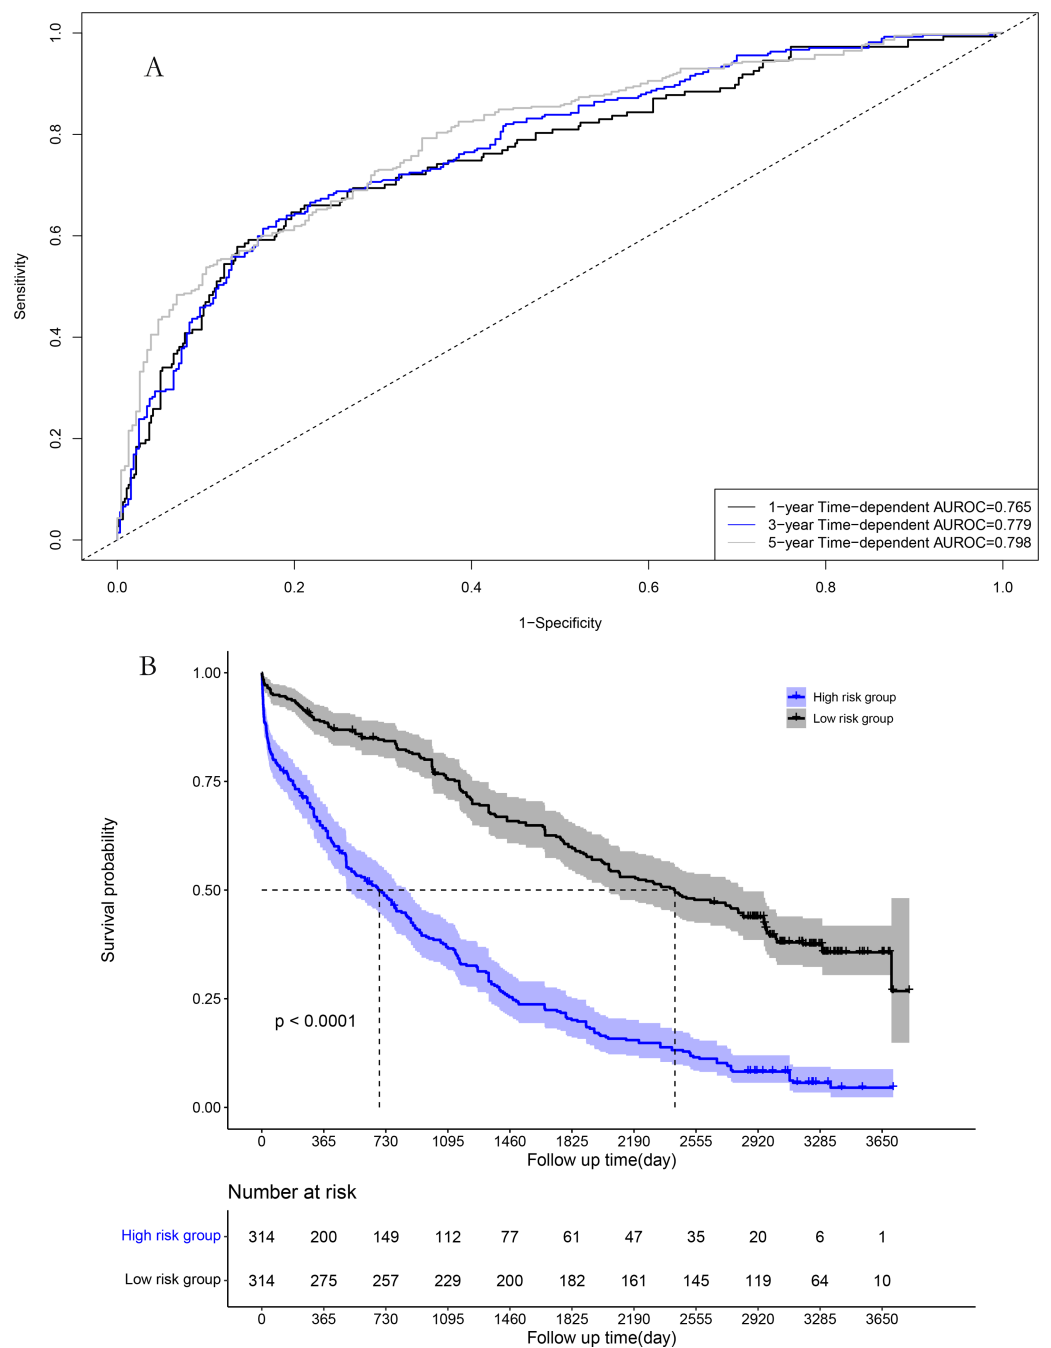 A
1.0
0.8
0.6
0.4
0.2
0.0
Sensitivity
1−year Time−dependent AUROC=0.765
3−year Time−dependent AUROC=0.779
5−year Time−dependent AUROC=0.798
0.0 0.2 0.4 0.6 0.8 1.0
1−Specificity
B
1.00
0.75
0.50
0.25
0.00
Survival probability
High risk group
Low risk group
p < 0.0001
0 365 730 1095 1460 1825 2190 2555 2920 3285 3650
Follow up time(day)
Number at risk
High risk group 314 200 149 112 77 61 47 35 20 6 1
Low risk group 314 275 257 229 200 182 161 145 119 64 10
0 365 730 1095 1460 1825 2190 2555 2920 3285 3650
Follow up time(day)